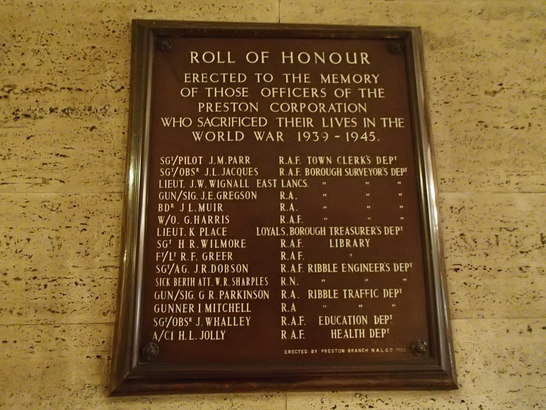 ROLL OF HONOUR
ERECTED TO THE MEMORY
OF THOSE OFFICERS OF THE
PRESTON CORPORATION
WHO SACRIFICED THEIR LIVES IN THE
WORLD WAR 1939-1945.
SGT/PILOT J.M. PARR R.A.F. TOWN CLERK'S DEPT
SGT/OBSR J.L. JACQUES R.A.F. BOROUGH SURVEYOR'S DEPT
LIEUT. J.W. WIGNALL EAST LANCS. " " "
GUN/SIG. J.E. GREGSON R.A. " " "
BDR J.L. MUIR R.A. " " "
W/O. G. HARRIS R.A.F. " " "
LIEUT. K PLACE LOYALS. BOROUGH TREASURER'S DEPT
SGT H R. WILMORE R.A.F. LIBRARY
FT/LT R.F. GREER R.A.F. "
SGT/AG. J.R. DOBSON R.A.F. RIBBLE ENGINEER'S DEPT
SICK BERTH ATT. W.R. SHARPLES R.N. " " "
GUN/SIG. G R. PARKINSON R.A. RIBBLE TRAFFIC DEPT
GUNNER I MITCHELL R.A " " "
SGT/OBSR J. WHALLEY R.A.F. EDUCATION DEPT
A/C1 H.L. JOLLY R.A.F. HEALTH DEPT
ERECTED BY PRESTON BRANCH N.A.L.G.O.